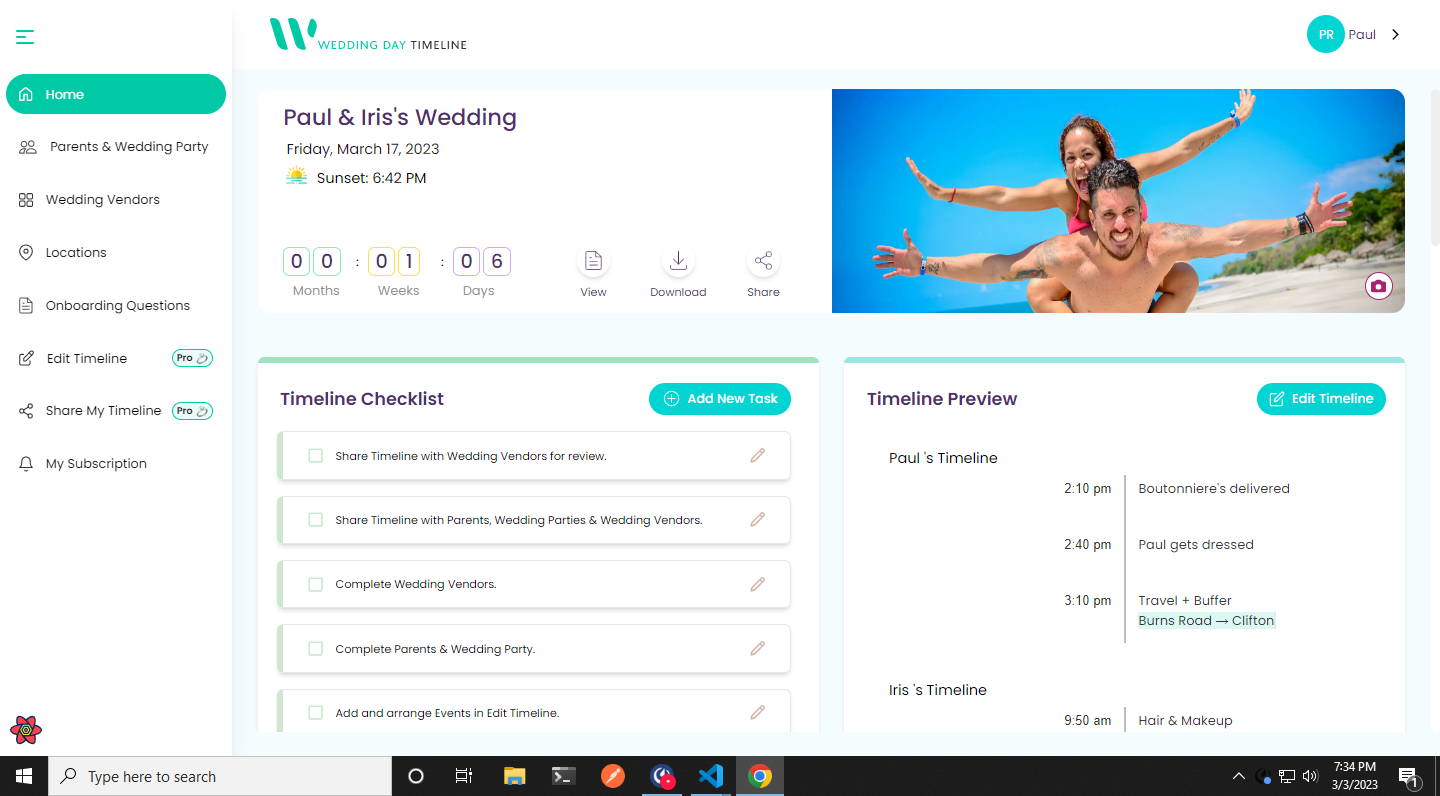 WEDDING DAY TIMELINE
PR Paul
Home
Parents & Wedding Party
Wedding Vendors
Locations
Onboarding Questions
Edit Timeline Pro
Share My Timeline Pro
My Subscription
Paul & Iris's Wedding
Friday, March 17, 2023
Sunset: 6:42 PM
0 0 : 0 1 : 0 6
Months Weeks Days
View Download Share
Timeline Checklist
Add New Task
Share Timeline with Wedding Vendors for review.
Share Timeline with Parents, Wedding Parties & Wedding Vendors.
Complete Wedding Vendors.
Complete Parents & Wedding Party.
Add and arrange Events in Edit Timeline.
Timeline Preview
Edit Timeline
Paul 's Timeline
2:10 pm Boutonniere's delivered
2:40 pm Paul gets dressed
3:10 pm Travel + Buffer
Burns Road → Clifton
Iris 's Timeline
9:50 am Hair & Makeup
Type here to search
7:34 PM
3/3/2023
1